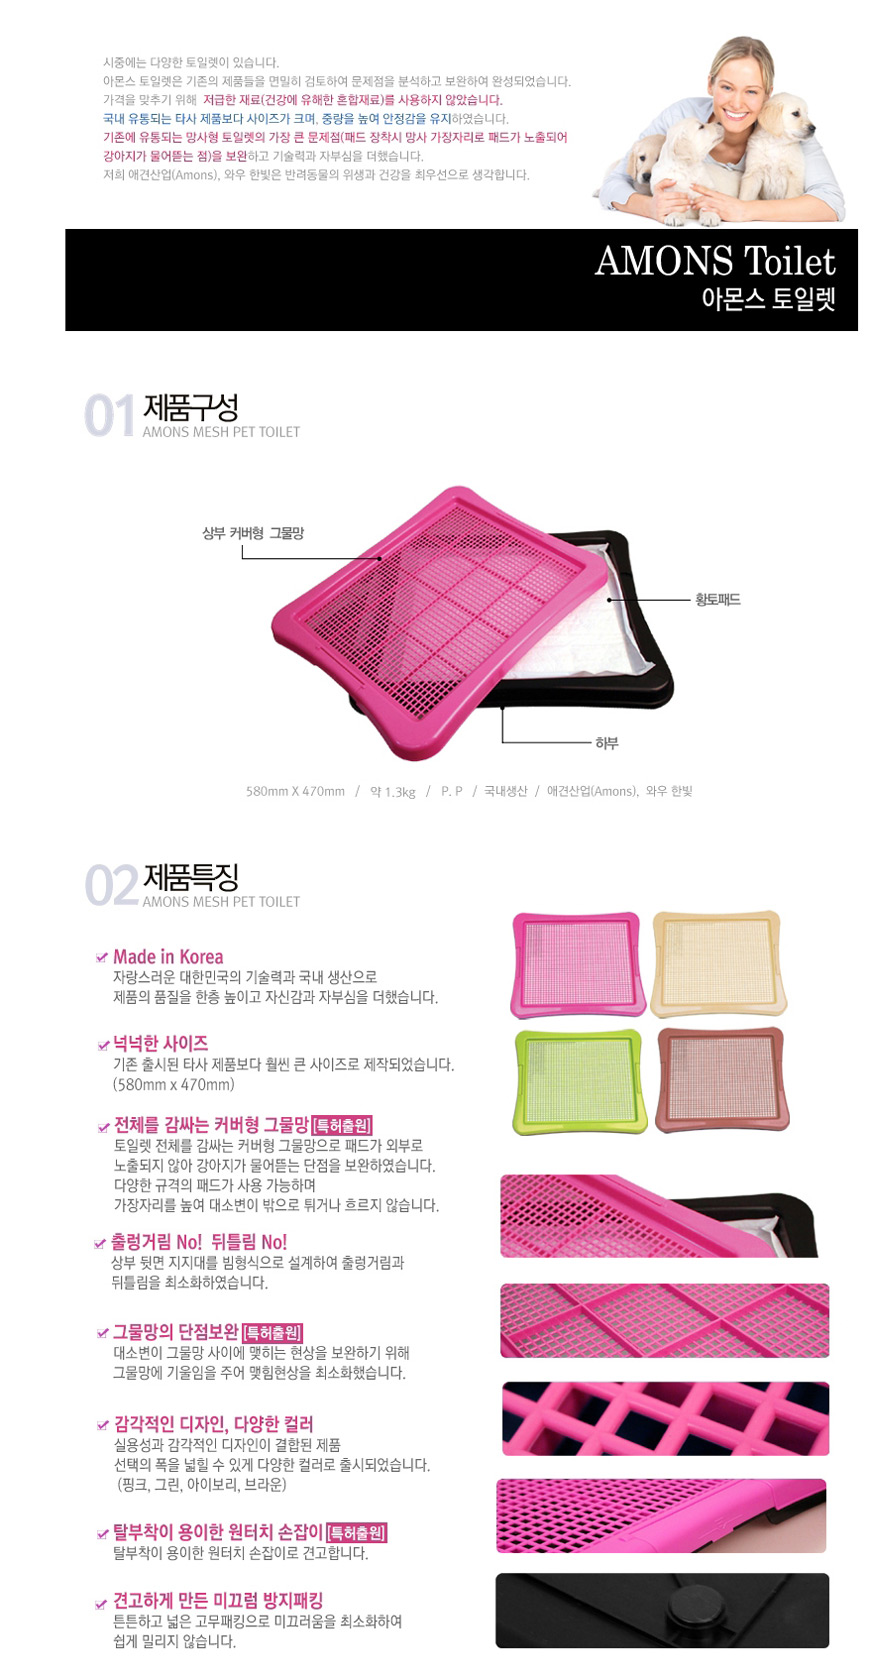 시중에는 다양한 토일렛이 있습니다.
아몬스 토일렛은 기존의 제품들을 면밀히 검토하여 문제점을 분석하고 보완하여 완성되었습니다.
가격을 맞추기 위해 저급한 재료(건강에 유해한 혼합재료)를 사용하지 않았습니다.
국내 유통되는 타사 제품보다 사이즈가 크며, 중량을 높여 안정감을 유지하였습니다.
기존에 유통되는 망사형 토일렛의 가장 큰 문제점(패드 장착시 망사 가장자리로 패드가 노출되어
강아지가 물어뜯는 점)을 보완하고 기술력과 자부심을 더했습니다.
저희 애견산업(Amons), 와우 한빛은 반려동물의 위생과 건강을 최우선으로 생각합니다.
AMONS Toilet
아몬스 토일렛
01 제품구성
AMONS MESH PET TOILET
상부 커버형 그물망
황토패드
하부
580mm X 470mm / 약 1.3kg / P. P / 국내생산 / 애견산업(Amons), 와우 한빛
02 제품특징
AMONS MESH PET TOILET
Made in Korea
자랑스러운 대한민국의 기술력과 국내 생산으로
제품의 품질을 한층 높이고 자신감과 자부심을 더했습니다.
넉넉한 사이즈
기존 출시된 타사 제품보다 훨씬 큰 사이즈로 제작되었습니다.
(580mm x 470mm)
전체를 감싸는 커버형 그물망 [특허출원]
토일렛 전체를 감싸는 커버형 그물망으로 패드가 외부로
노출되지 않아 강아지가 물어뜯는 단점을 보완하였습니다.
다양한 규격의 패드가 사용 가능하며
가장자리를 높여 대소변이 밖으로 튀거나 흐르지 않습니다.
출렁거림 No! 뒤틀림 No!
상부 뒷면 지지대를 빔형식으로 설계하여 출렁거림과
뒤틀림을 최소화하였습니다.
그물망의 단점보완 [특허출원]
대소변이 그물망 사이에 맺히는 현상을 보완하기 위해
그물망에 기울임을 주어 맺힘현상을 최소화했습니다.
감각적인 디자인, 다양한 컬러
실용성과 감각적인 디자인이 결합된 제품
선택의 폭을 넓힐 수 있게 다양한 컬러로 출시되었습니다.
(핑크, 그린, 아이보리, 브라운)
탈부착이 용이한 원터치 손잡이 [특허출원]
탈부착이 용이한 원터치 손잡이로 견고합니다.
견고하게 만든 미끄럼 방지패킹
튼튼하고 넓은 고무패킹으로 미끄러움을 최소화하여
쉽게 밀리지 않습니다.